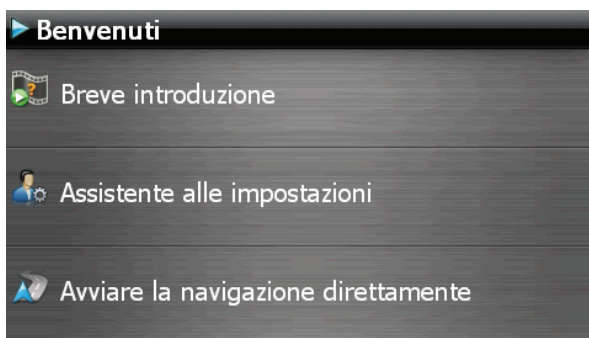 Benvenuti
Breve introduzione
Assistente alle impostazioni
Avviare la navigazione direttamente